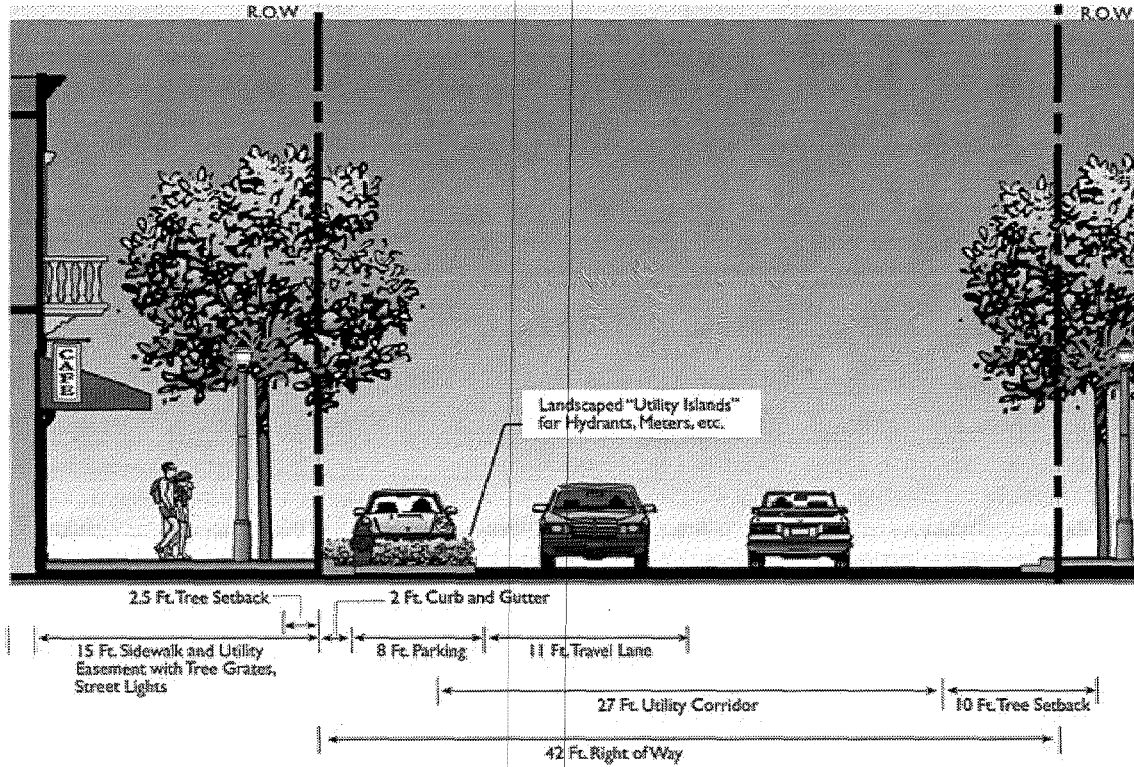 R.O.W
R.O.W
CAFE
Landscaped "Utility Islands"
for Hydrants, Meters, etc.
2.5 Ft. Tree Setback
2 Ft. Curb and Gutter
15 Ft. Sidewalk and Utility
Easement with Tree Grates,
Street Lights
8 Ft. Parking
11 Ft. Travel Lane
27 Ft. Utility Corridor
10 Ft. Tree Setback
42 Ft. Right of Way